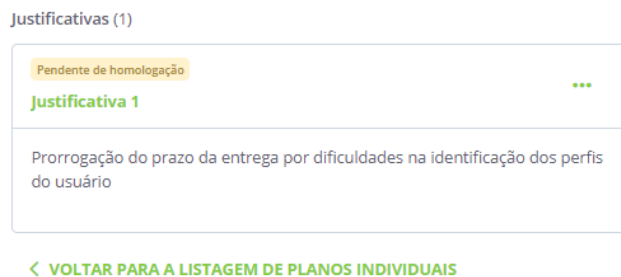 Justificativas (1)
Pendente de homologação
Justificativa 1
Prorrogação do prazo da entrega por dificuldades na identificação dos perfis
do usuário
VOLTAR PARA A LISTAGEM DE PLANOS INDIVIDUAIS